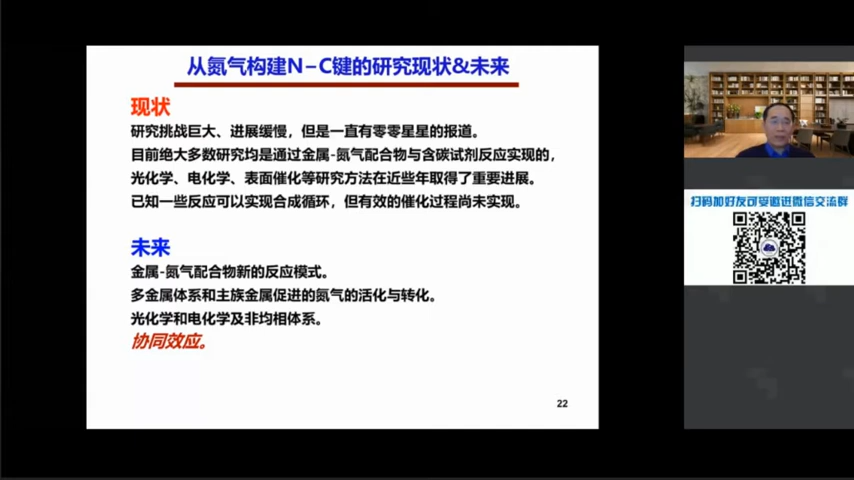 从氮气构建N–C键的研究现状&未来
现状
研究挑战巨大、进展缓慢，但是一直有零零星星的报道。
目前绝大多数研究均是通过金属-氮气配合物与含碳试剂反应实现的，
光化学、电化学、表面催化等研究方法在近些年取得了重要进展。
已知一些反应可以实现合成循环，但有效的催化过程尚未实现。
未来
金属-氮气配合物新的反应模式。
多金属体系和主族金属促进的氮气的活化与转化。
光化学和电化学及非均相体系。
协同效应。
22
扫码加好友可受邀进微信交流群